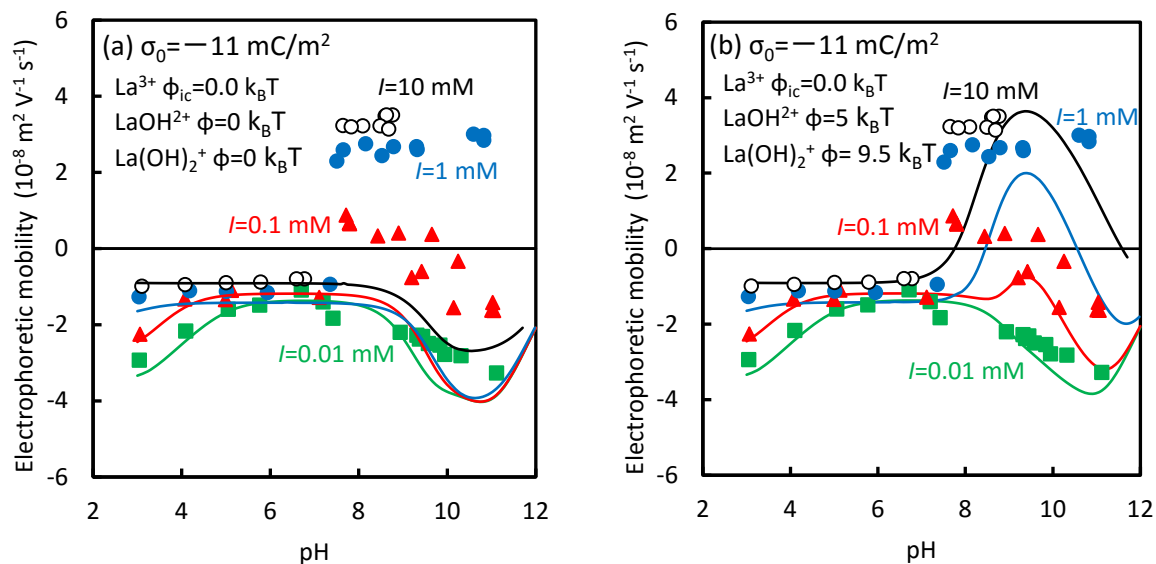 (a) σ₀=－11 mC/m²
La³⁺ ϕic=0.0 kBT
LaOH²⁺ ϕ=0 kBT
La(OH)₂⁺ ϕ=0 kBT
I=10 mM
I=1 mM
I=0.1 mM
I=0.01 mM
6
4
2
0
-2
-4
-6
2
4
6
8
10
12
pH
Electrophoretic mobility (10⁻⁸ m² V⁻¹ s⁻¹)
(b) σ₀=－11 mC/m²
La³⁺ ϕic=0.0 kBT
LaOH²⁺ ϕ=5 kBT
La(OH)₂⁺ ϕ= 9.5 kBT
I=10 mM
I=1 mM
I=0.1 mM
I=0.01 mM
6
4
2
0
-2
-4
-6
2
4
6
8
10
12
pH
Electrophoretic mobility (10⁻⁸ m² V⁻¹ s⁻¹)